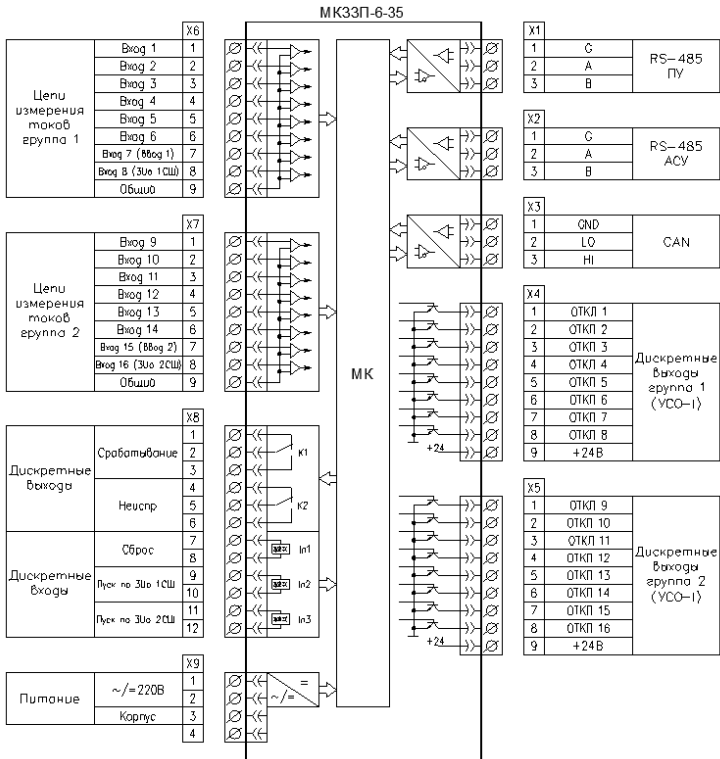 МКЗЗП-6-35
X6
Цепи измерения токов группа 1
Вход 1 1
Вход 2 2
Вход 3 3
Вход 4 4
Вход 5 5
Вход 6 6
Вход 7 (Ввод 1) 7
Вход 8 (3Uo 1СШ) 8
Общий 9
X7
Цепи измерения токов группа 2
Вход 9 1
Вход 10 2
Вход 11 3
Вход 12 4
Вход 13 5
Вход 14 6
Вход 15 (Ввод 2) 7
Вход 16 (3Uo 2СШ) 8
Общий 9
X8
Дискретные выходы
Срабатывание
1
2
3
Неиспр
4
5
6
Дискретные входы
Сброс
7
8
Пуск по 3Uo 1СШ
9
10
Пуск по 3Uo 2СШ
11
12
X9
Питание
~/=220В
1
2
Корпус 3
4
К1
К2
In1
In2
In3
=
~/=
МК
+24
+24
X1
1 G
2 A
3 B
RS-485 ПУ
X2
1 G
2 A
3 B
RS-485 АСУ
X3
1 GND
2 LO
3 HI
CAN
X4
1 ОТКЛ 1
2 ОТКЛ 2
3 ОТКЛ 3
4 ОТКЛ 4
5 ОТКЛ 5
6 ОТКЛ 6
7 ОТКЛ 7
8 ОТКЛ 8
9 +24В
Дискретные выходы группа 1 (УСО-I)
X5
1 ОТКЛ 9
2 ОТКЛ 10
3 ОТКЛ 11
4 ОТКЛ 12
5 ОТКЛ 13
6 ОТКЛ 14
7 ОТКЛ 15
8 ОТКЛ 16
9 +24В
Дискретные выходы группа 2 (УСО-I)